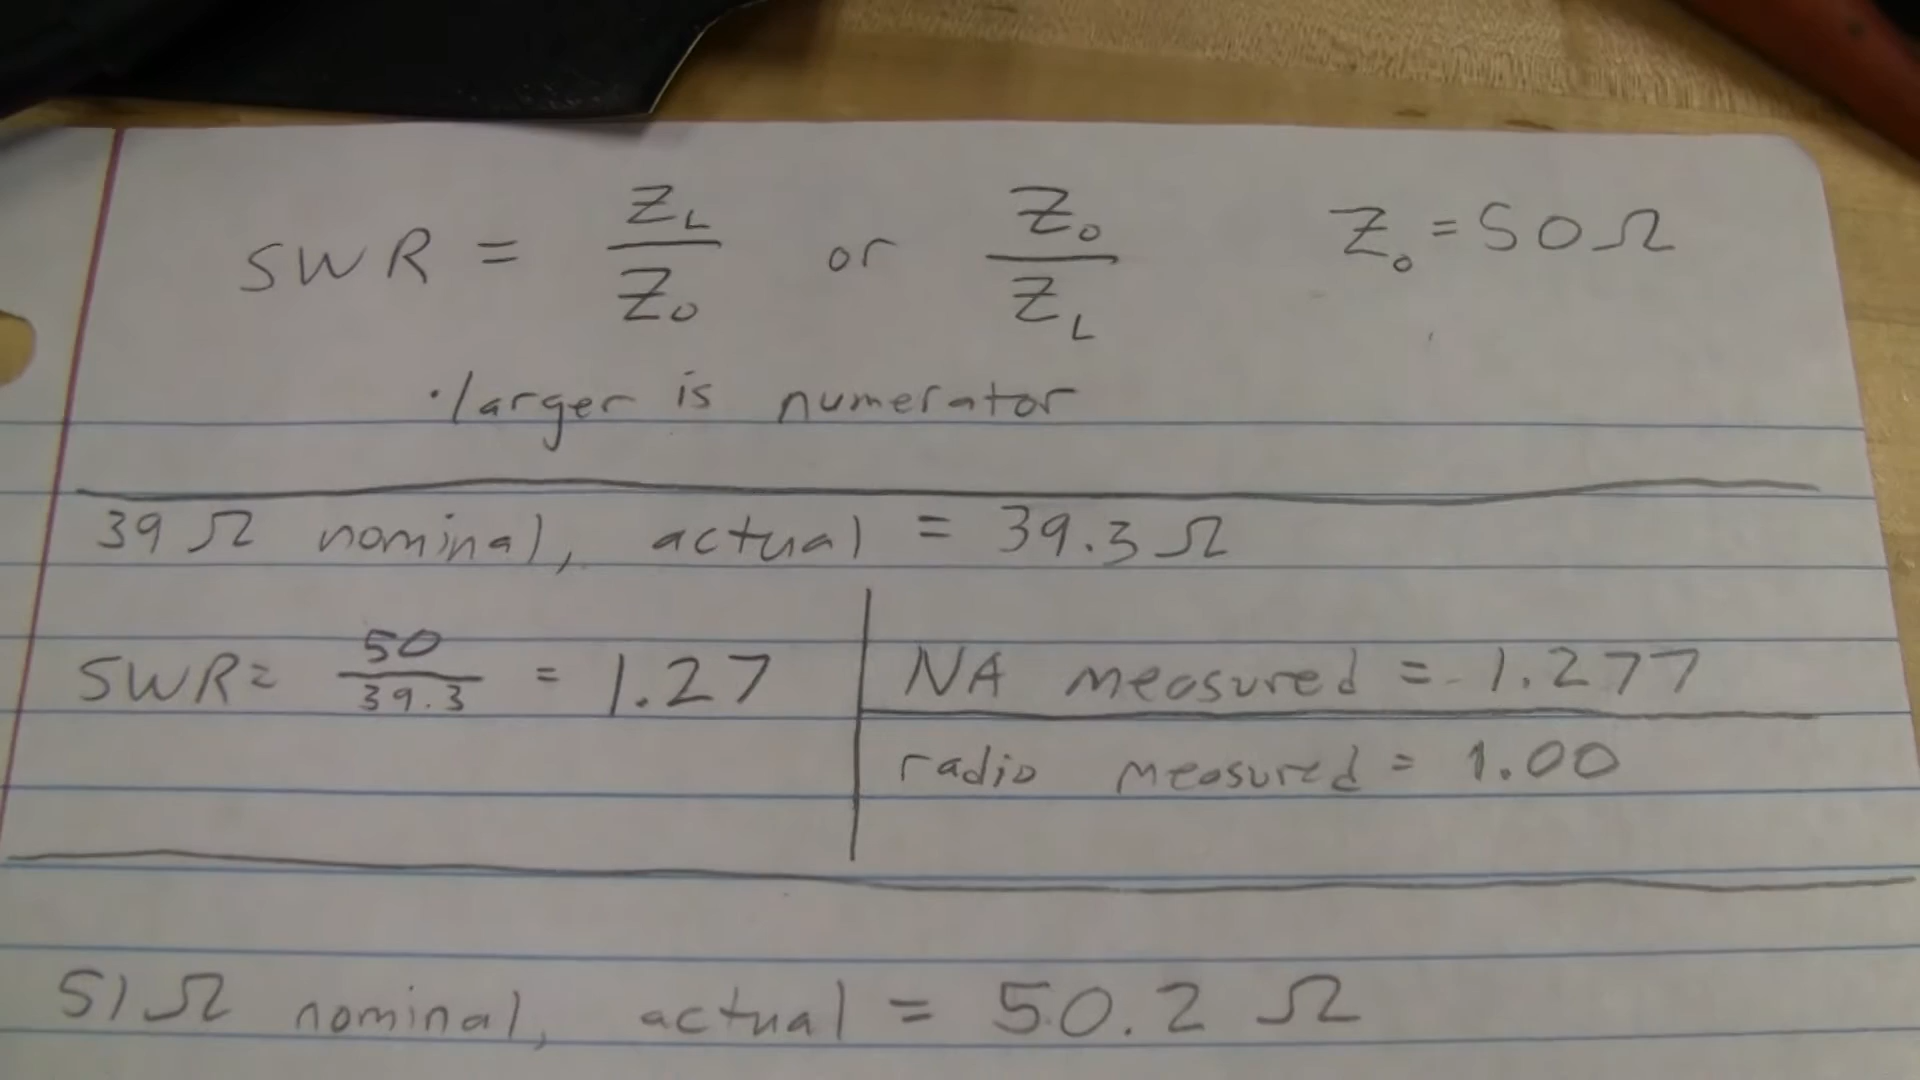 SWR = Z_L/Z_0 or Z_0/Z_L Z_0 = 50Ω
· larger is numerator
39Ω nominal, actual = 39.3Ω
SWR = 50/39.3 = 1.27
NA measured = 1.277
radio measured = 1.00
51Ω nominal, actual = 50.2 Ω